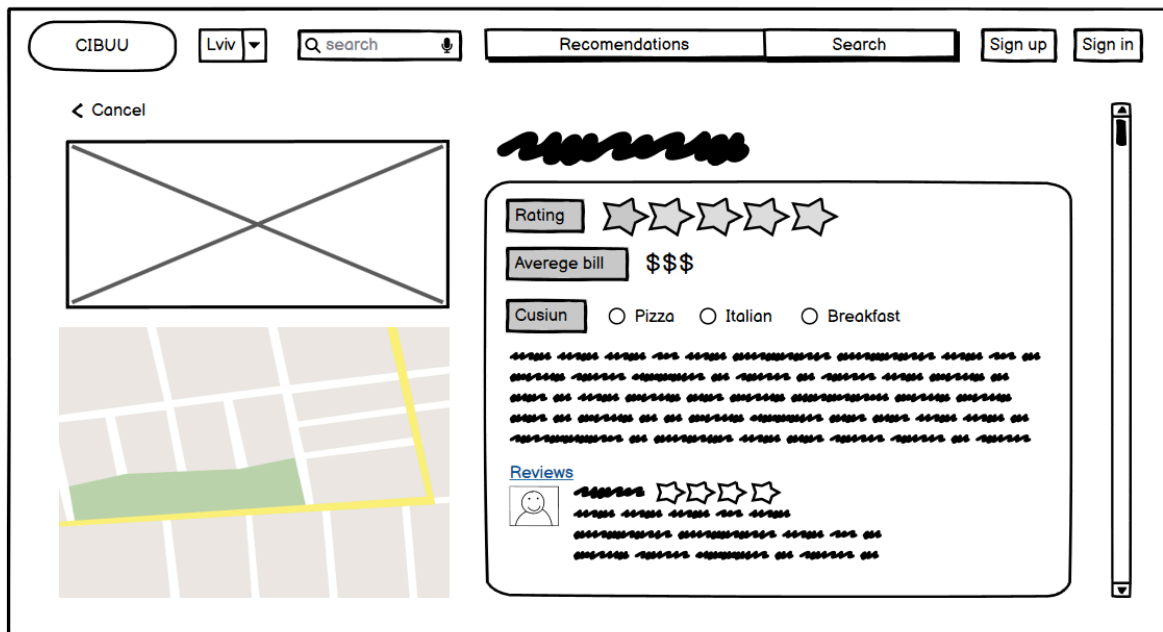 CIBUU Lviv search Recomendations Search Sign up Sign in
Cancel
Rating
Averege bill $$$
Cusiun Pizza Italian Breakfast
Reviews